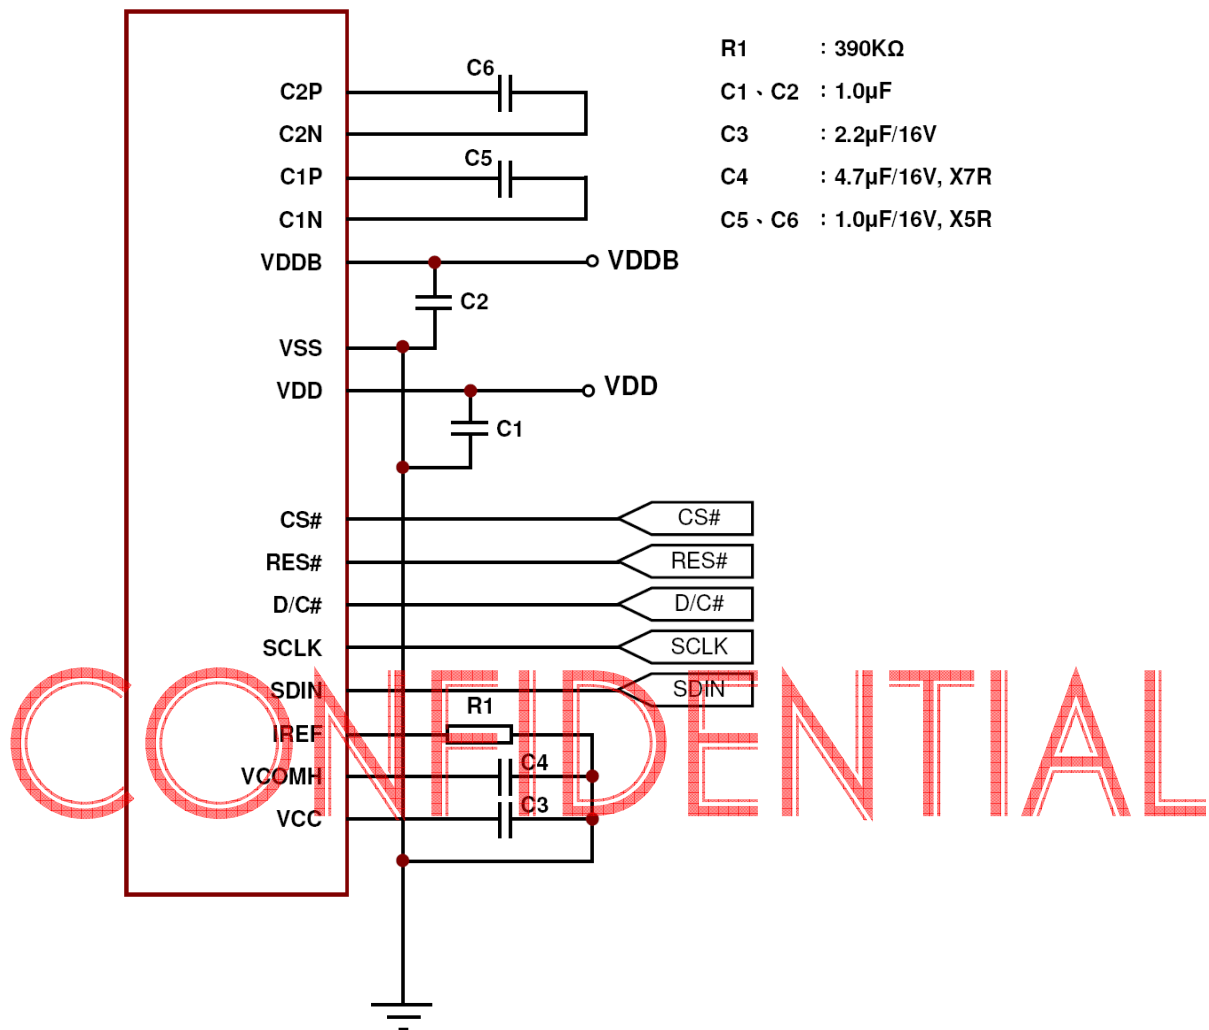 C6
C2P
C2N
C5
C1P
C1N
VDDB VDDB
C2
VSS
VDD VDD
C1
CS# CS#
RES# RES#
D/C# D/C#
SCLK SCLK
SDIN SDIN
R1
IREF
C4
VCOMH
C3
VCC
R1 : 390KΩ
C1、C2 : 1.0µF
C3 : 2.2µF/16V
C4 : 4.7µF/16V, X7R
C5、C6 : 1.0µF/16V, X5R
CONFIDENTIAL